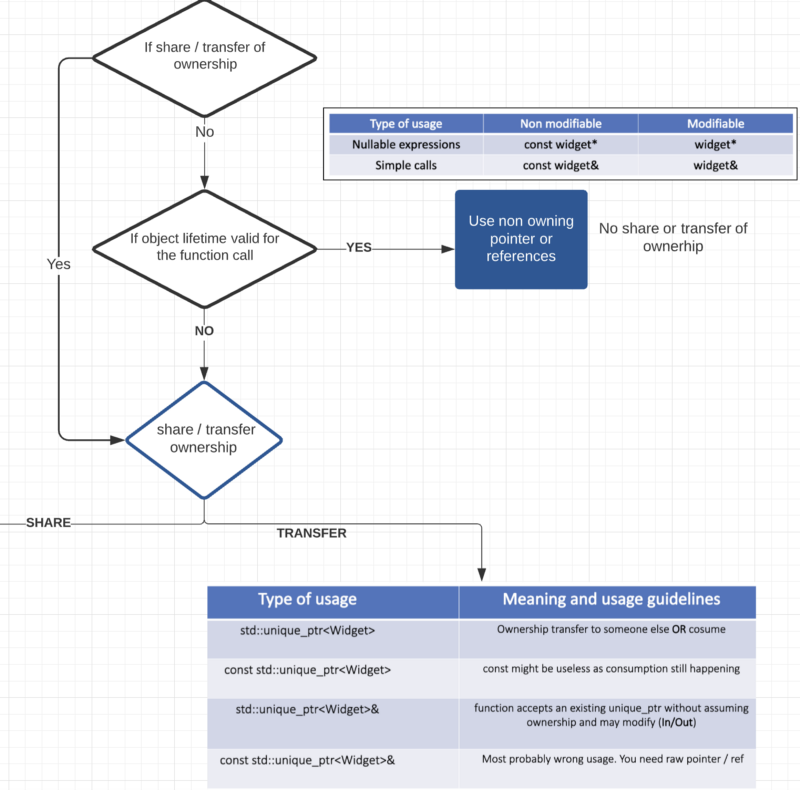 If share / transfer of
ownership
No
Type of usage Non modifiable Modifiable
Nullable expressions const widget* widget*
Simple calls const widget& widget&
If object lifetime valid for
the function call
YES
Use non owning
pointer or
references
No share or transfer of
ownerhip
Yes
NO
share / transfer
ownership
SHARE
TRANSFER
Type of usage Meaning and usage guidelines
std::unique_ptr<Widget> Ownership transfer to someone else OR cosume
const std::unique_ptr<Widget> const might be useless as consumption still happening
std::unique_ptr<Widget>& function accepts an existing unique_ptr without assuming
ownership and may modify (In/Out)
const std::unique_ptr<Widget>& Most probably wrong usage. You need raw pointer / ref